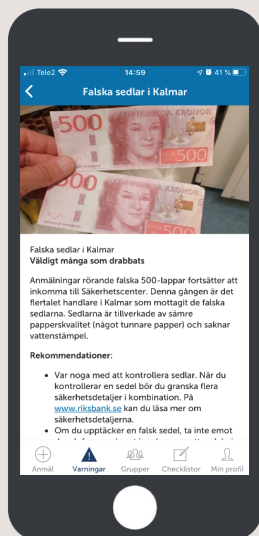 Tele2 14:59 41 %
Falska sedlar i Kalmar
KRONOR
500
500
500
Falska sedlar i Kalmar
Väldigt många som drabbats
Anmälningar rörande falska 500-lappar fortsätter att
inkomma till Säkerhetscenter. Denna gången är det
flertalet handlare i Kalmar som mottagit de falska
sedlarna. Sedlarna är tillverkade av sämre
papperskvalitet (något tunnare papper) och saknar
vattenstämpel.
Rekommendationer:
• Var noga med att kontrollera sedlar. När du
kontrollerar en sedel bör du granska flera
säkerhetsdetaljer i kombination. På
www.riksbank.se kan du läsa mer om
säkerhetsdetaljerna.
• Om du upptäcker en falsk sedel, ta inte emot
Anmäl Varningar Grupper Checklistor Min profil